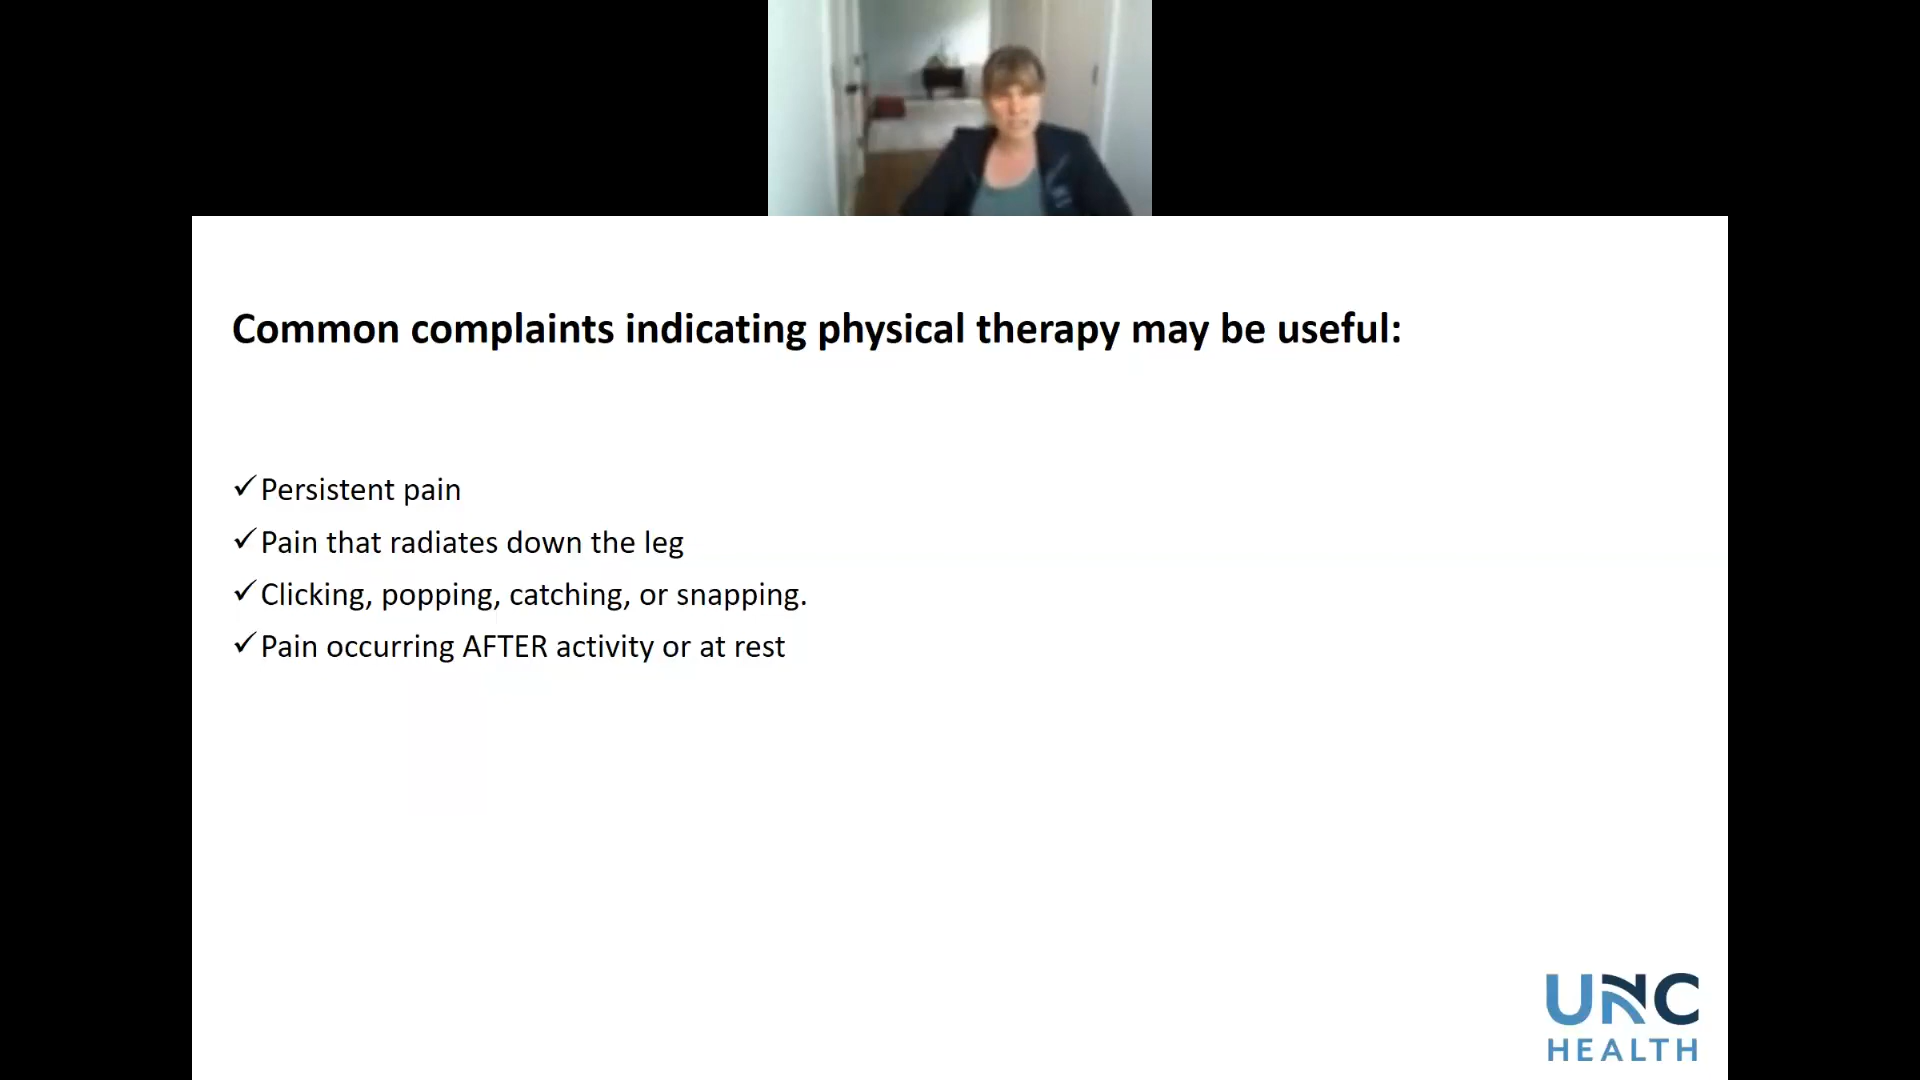 Common complaints indicating physical therapy may be useful:
✓Persistent pain
✓Pain that radiates down the leg
✓Clicking, popping, catching, or snapping.
✓Pain occurring AFTER activity or at rest
UNC
HEALTH